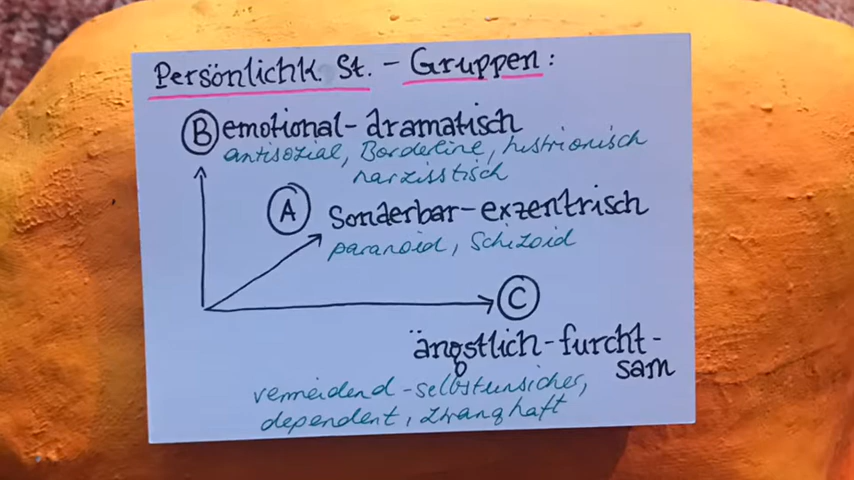 Persönlichk. St. - Gruppen:
B emotional-dramatisch
antisozial, Borderline, histrionisch
narzisstisch
A sonderbar-exzentrisch
paranoid, Schizoid
C
ängstlich-furcht-
sam
vermeidend-selbstunsicher,
dependent, zwanghaft